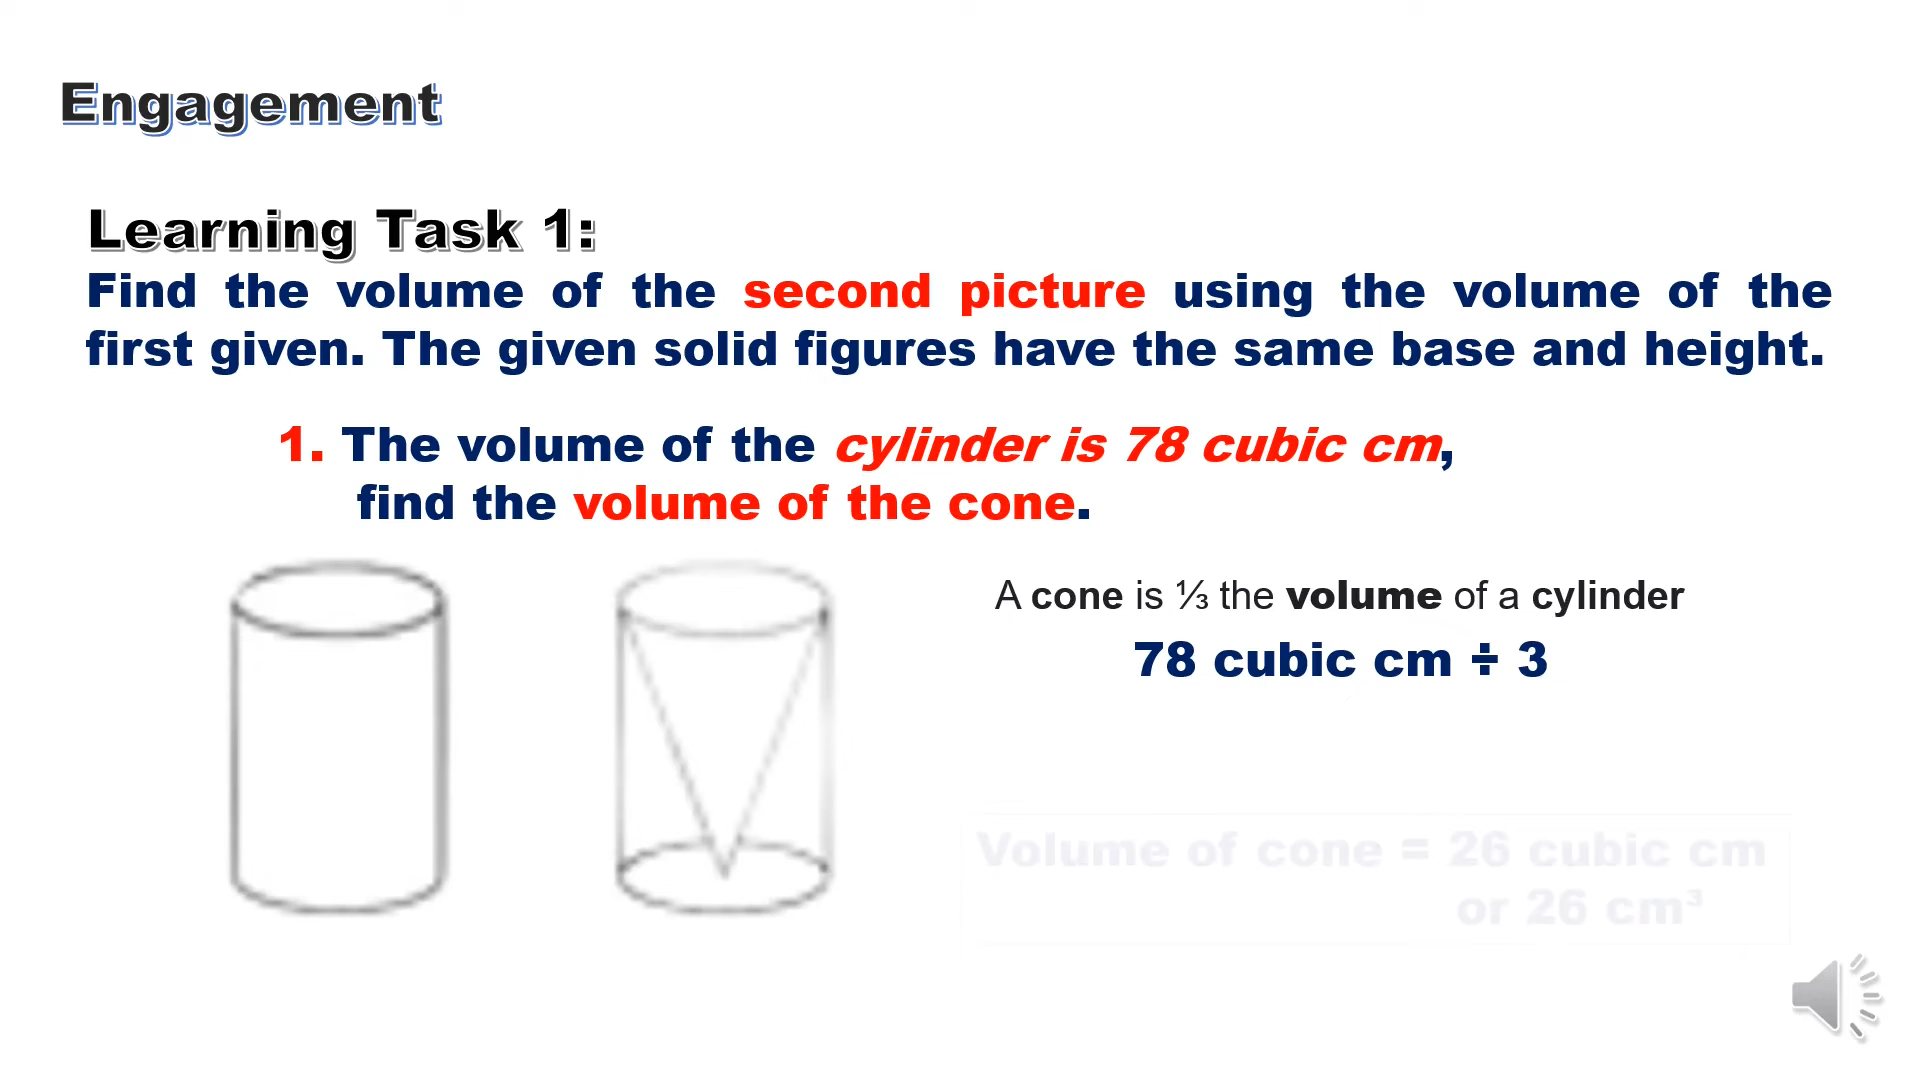 Engagement
Learning Task 1:
Find the volume of the second picture using the volume of the
first given. The given solid figures have the same base and height.
1. The volume of the cylinder is 78 cubic cm,
find the volume of the cone.
A cone is ⅓ the volume of a cylinder
78 cubic cm ÷ 3
Volume of cone = 26 cubic cm
or 26 cm³